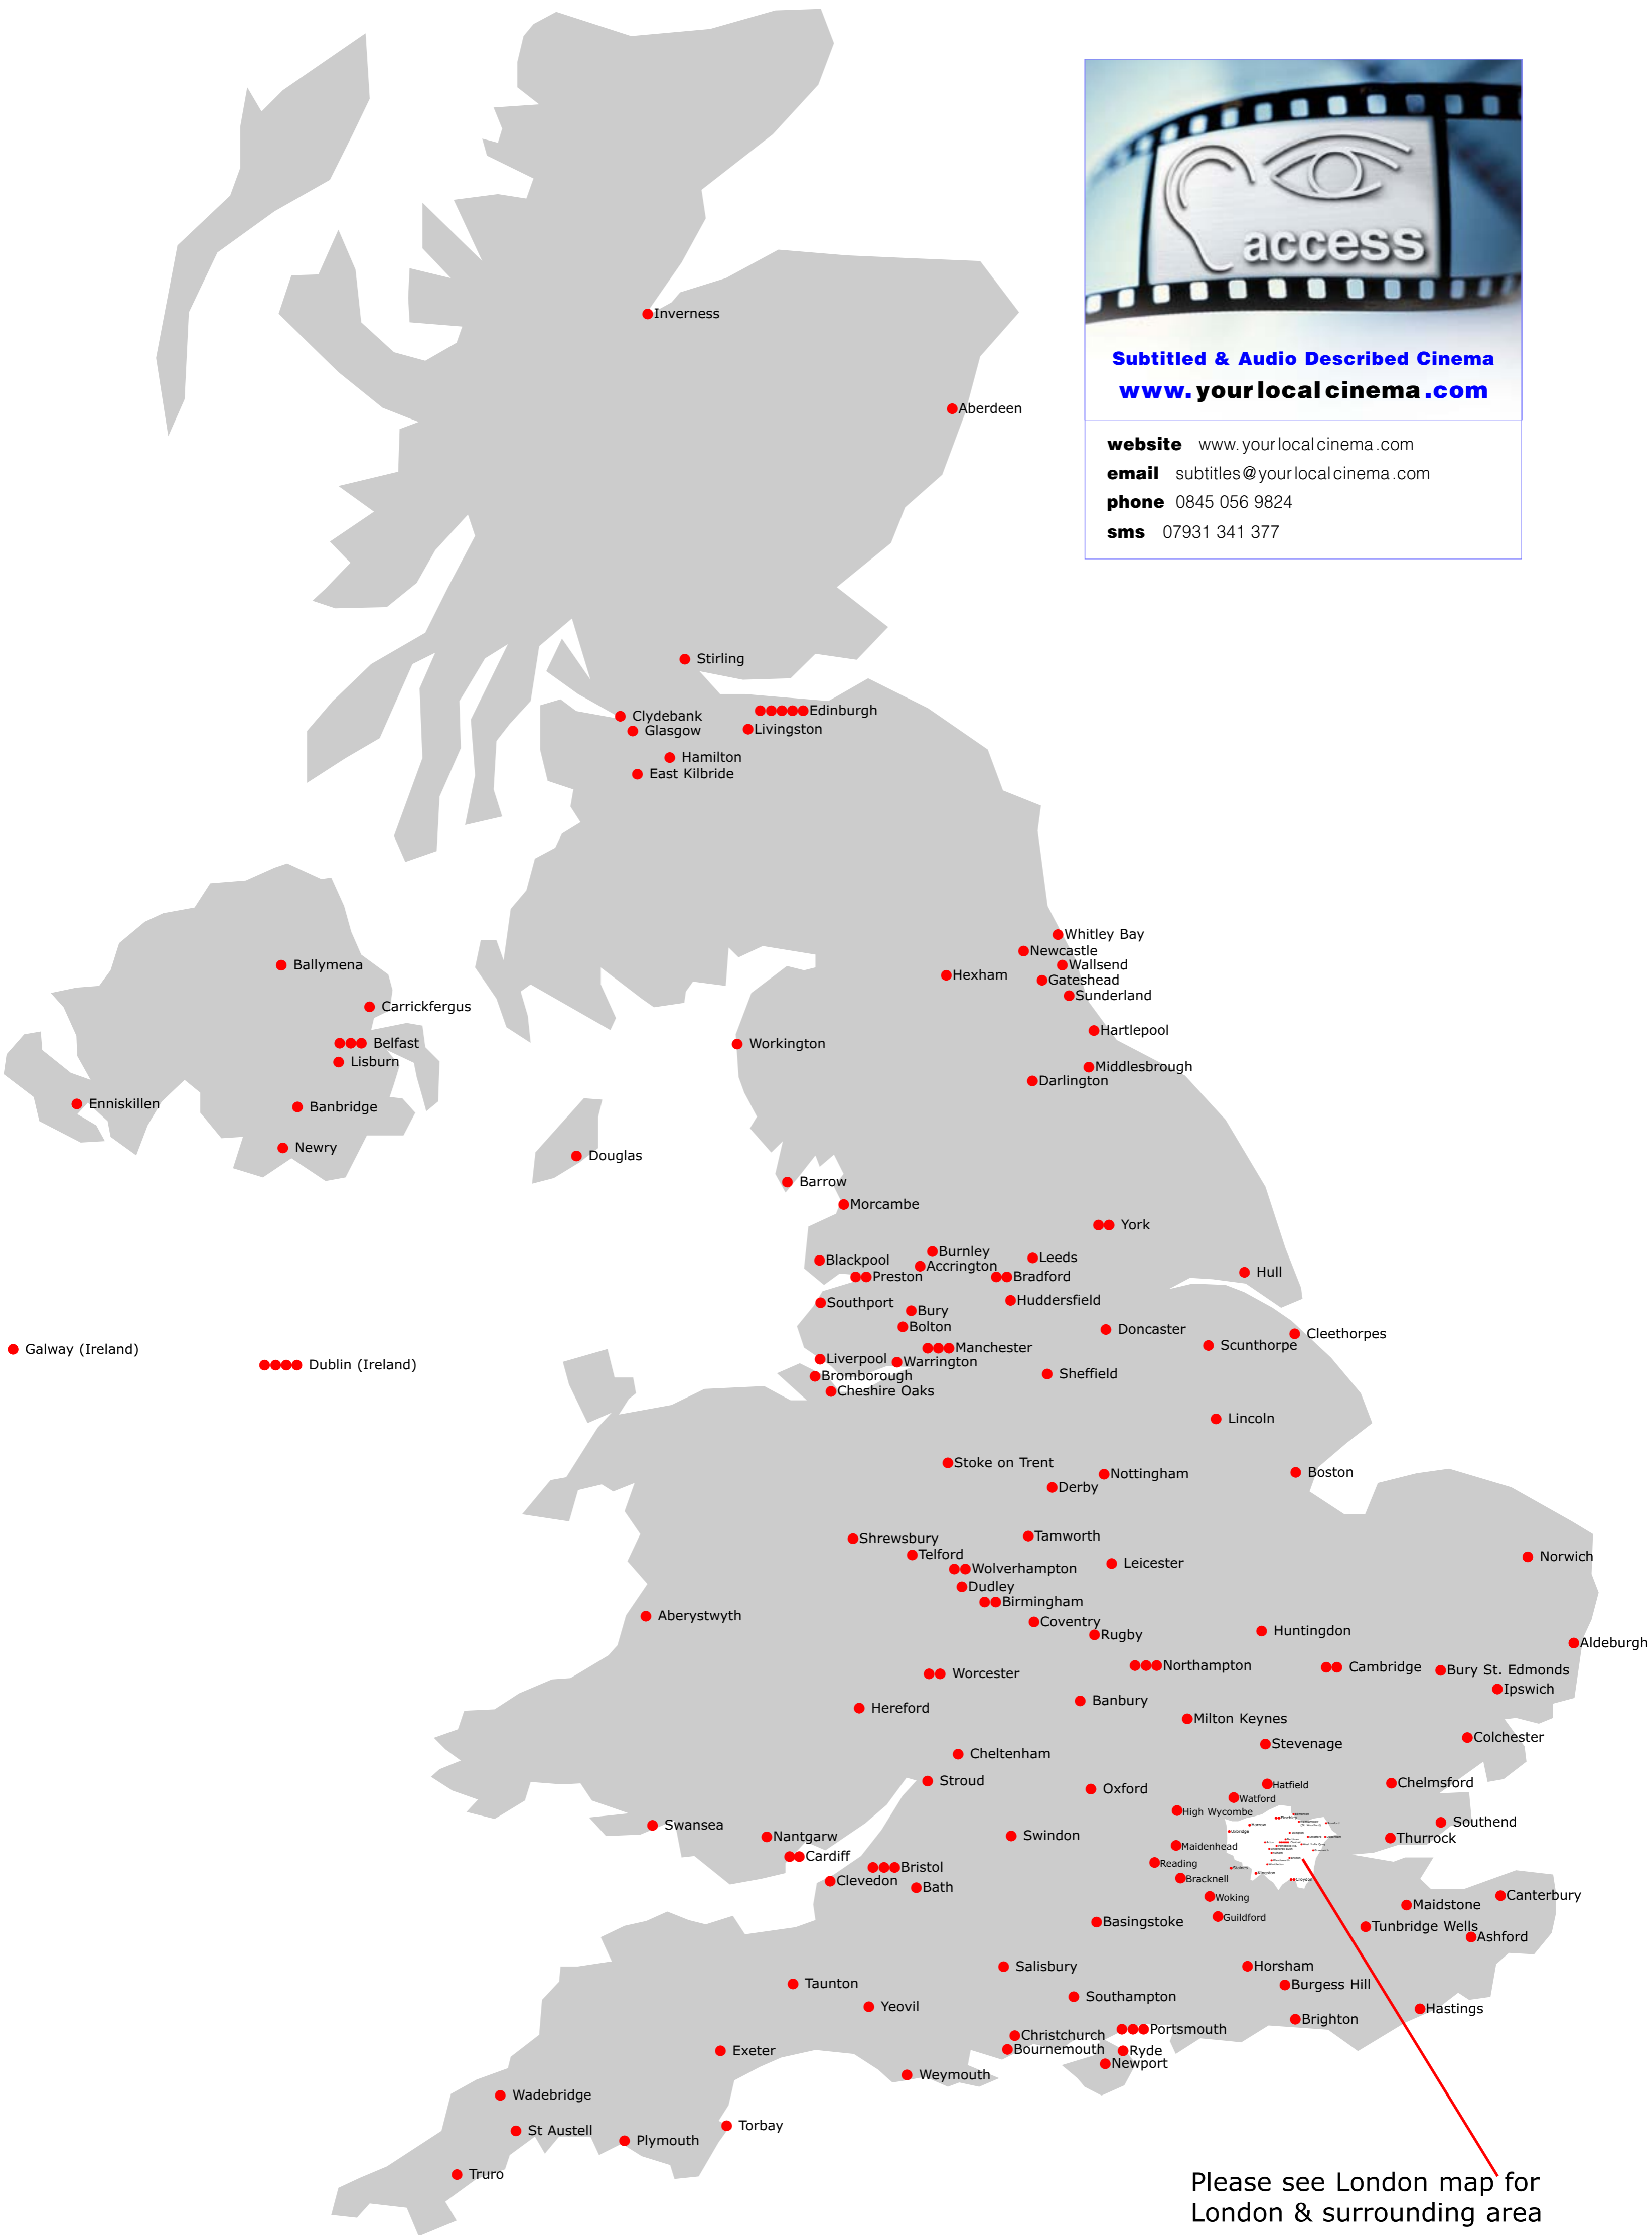 access
Subtitled & Audio Described Cinema
www.yourlocalcinema.com
website www.yourlocalcinema.com
email subtitles@yourlocalcinema.com
phone 0845 056 9824
sms 07931 341 377
Inverness
Aberdeen
Stirling
Edinburgh
Clydebank
Glasgow
Livingston
Hamilton
East Kilbride
Whitley Bay
Newcastle
Wallsend
Hexham
Gateshead
Sunderland
Ballymena
Carrickfergus
Hartlepool
Belfast
Workington
Lisburn
Middlesbrough
Darlington
Enniskillen
Banbridge
Newry
Douglas
Barrow
Morcambe
York
Burnley
Leeds
Blackpool
Accrington
Hull
Preston
Bradford
Southport
Huddersfield
Bury
Bolton
Doncaster
Cleethorpes
Scunthorpe
Galway (Ireland)
Manchester
Liverpool
Warrington
Dublin (Ireland)
Bromborough
Sheffield
Cheshire Oaks
Lincoln
Stoke on Trent
Nottingham
Boston
Derby
Tamworth
Shrewsbury
Telford
Norwich
Leicester
Wolverhampton
Dudley
Birmingham
Aberystwyth
Coventry
Huntingdon
Rugby
Aldeburgh
Northampton
Cambridge
Bury St. Edmonds
Worcester
Ipswich
Banbury
Hereford
Milton Keynes
Colchester
Stevenage
Cheltenham
Stroud
Hatfield
Chelmsford
Oxford
Watford
High Wycombe
Southend
Swansea
Swindon
Nantgarw
Thurrock
Maidenhead
Cardiff
Reading
Bristol
Bracknell
Clevedon
Bath
Woking
Canterbury
Maidstone
Guildford
Basingstoke
Tunbridge Wells
Ashford
Salisbury
Horsham
Taunton
Burgess Hill
Southampton
Yeovil
Hastings
Brighton
Portsmouth
Christchurch
Bournemouth
Exeter
Ryde
Newport
Weymouth
Wadebridge
Torbay
St Austell
Plymouth
Truro
Harrow
Uxbridge
Staines
Kingston
Croydon
Please see London map for
London & surrounding area